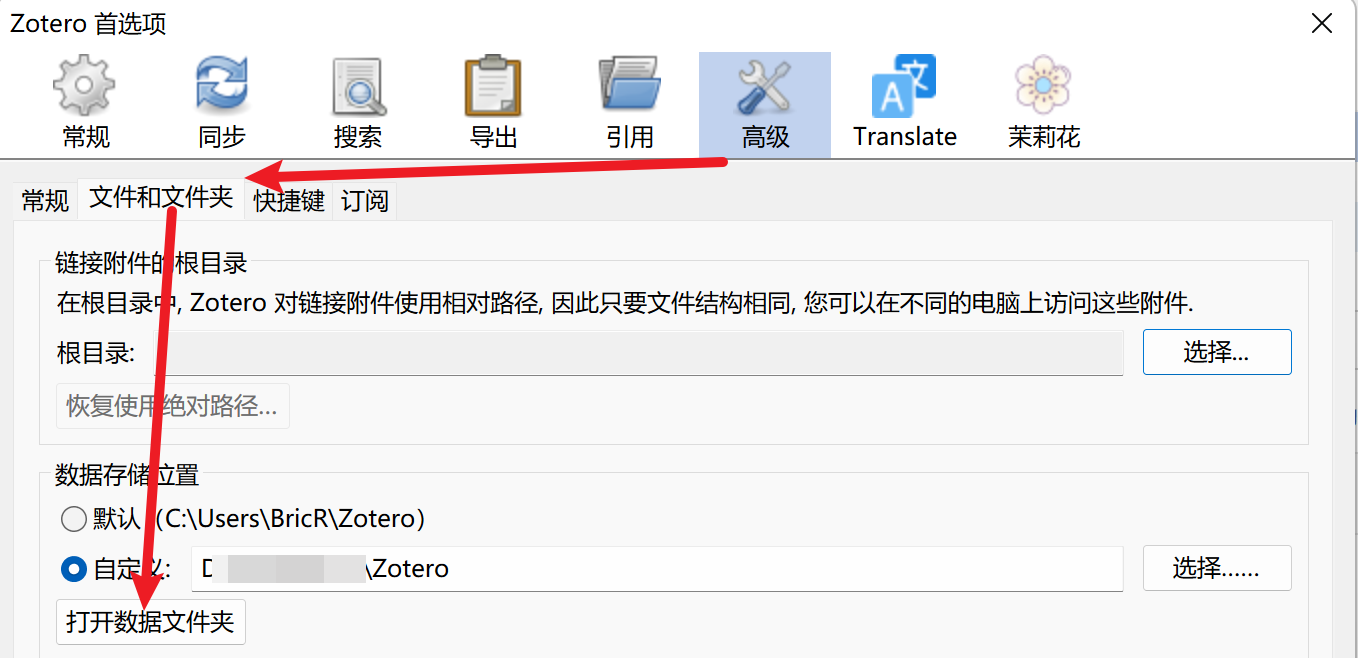 Zotero 首选项
常规 同步 搜索 导出 引用 高级 Translate 茉莉花
常规 文件和文件夹 快捷键 订阅
链接附件的根目录
在根目录中, Zotero 对链接附件使用相对路径, 因此只要文件结构相同, 您可以在不同的电脑上访问这些附件.
根目录: 选择...
恢复使用绝对路径...
数据存储位置
默认（C:\Users\BricR\Zotero）
自定义: D \Zotero 选择......
打开数据文件夹